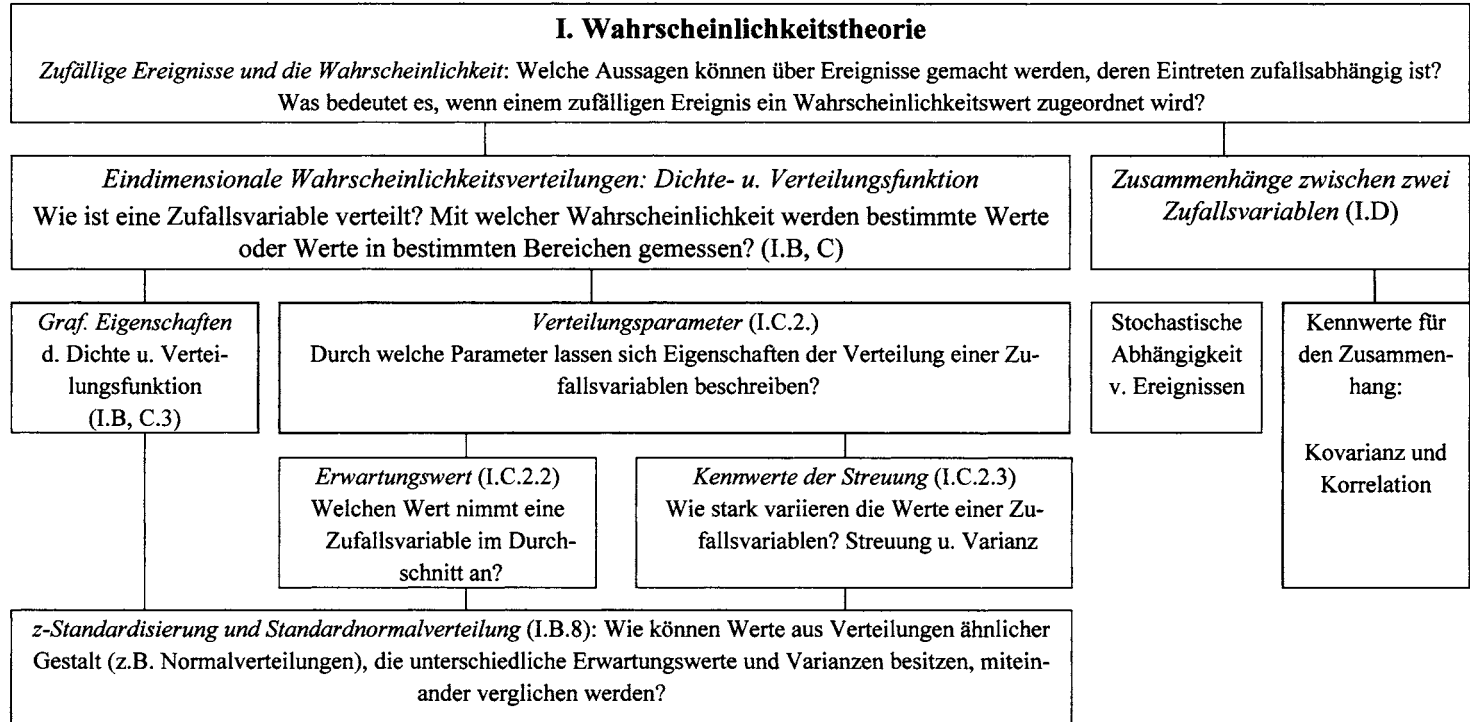 I. Wahrscheinlichkeitstheorie
Zufällige Ereignisse und die Wahrscheinlichkeit: Welche Aussagen können über Ereignisse gemacht werden, deren Eintreten zufallsabhängig ist?
Was bedeutet es, wenn einem zufälligen Ereignis ein Wahrscheinlichkeitswert zugeordnet wird?
Eindimensionale Wahrscheinlichkeitsverteilungen: Dichte- u. Verteilungsfunktion
Wie ist eine Zufallsvariable verteilt? Mit welcher Wahrscheinlichkeit werden bestimmte Werte
oder Werte in bestimmten Bereichen gemessen? (I.B, C)
Zusammenhänge zwischen zwei
Zufallsvariablen (I.D)
Graf. Eigenschaften
d. Dichte u. Vertei-
lungsfunktion
(I.B, C.3)
Verteilungsparameter (I.C.2.)
Durch welche Parameter lassen sich Eigenschaften der Verteilung einer Zu-
fallsvariablen beschreiben?
Stochastische
Abhängigkeit
v. Ereignissen
Kennwerte für
den Zusammen-
hang:
Kovarianz und
Korrelation
Erwartungswert (I.C.2.2)
Welchen Wert nimmt eine
Zufallsvariable im Durch-
schnitt an?
Kennwerte der Streuung (I.C.2.3)
Wie stark variieren die Werte einer Zu-
fallsvariablen? Streuung u. Varianz
z-Standardisierung und Standardnormalverteilung (I.B.8): Wie können Werte aus Verteilungen ähnlicher
Gestalt (z.B. Normalverteilungen), die unterschiedliche Erwartungswerte und Varianzen besitzen, mitein-
ander verglichen werden?